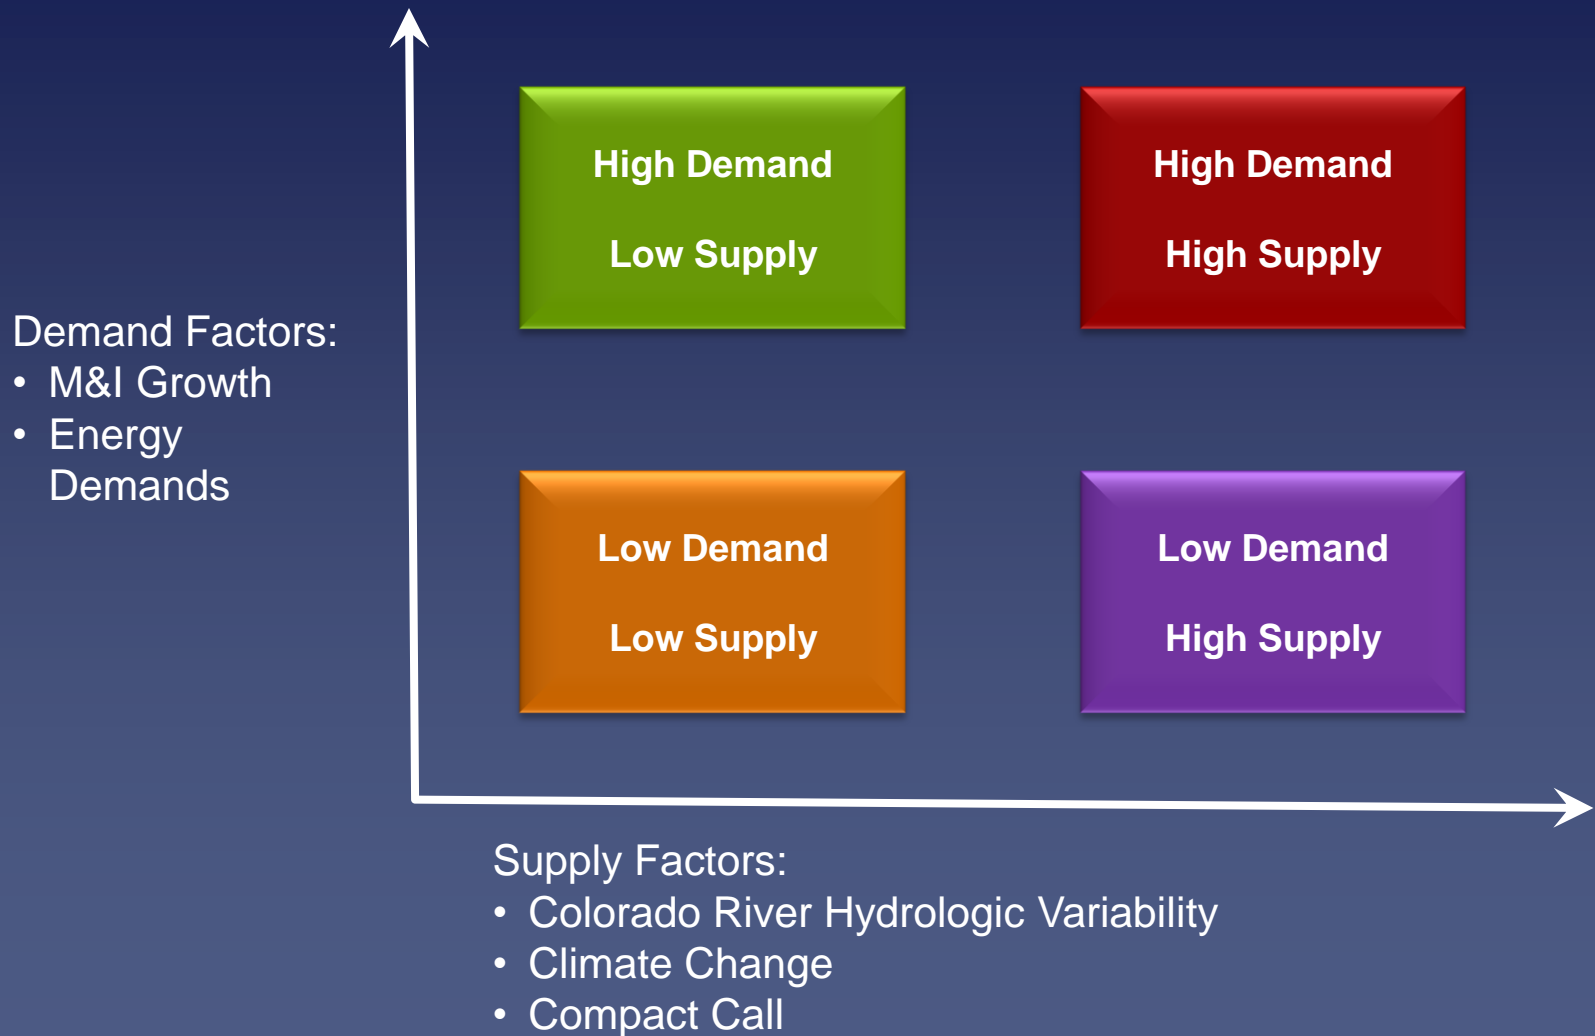 High Demand
Low Supply
High Demand
High Supply
Demand Factors:
• M&I Growth
• Energy
Demands
Low Demand
Low Supply
Low Demand
High Supply
Supply Factors:
• Colorado River Hydrologic Variability
• Climate Change
• Compact Call